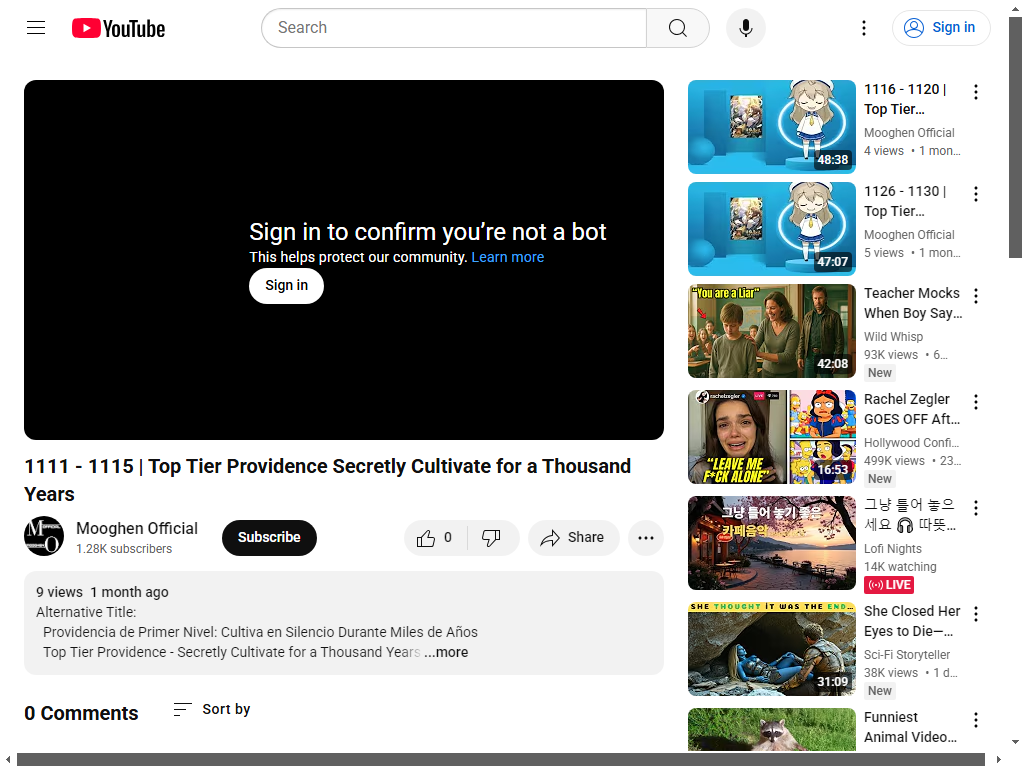 YouTube
Search
Sign in
Sign in to confirm you’re not a bot
This helps protect our community. Learn more
Sign in
1111 - 1115 | Top Tier Providence Secretly Cultivate for a Thousand
Years
Mooghen Official
1.28K subscribers
Subscribe
0
Share
9 views 1 month ago
Alternative Title:
Providencia de Primer Nivel: Cultiva en Silencio Durante Miles de Años
Top Tier Providence - Secretly Cultivate for a Thousand Years ...more
0 Comments
Sort by
48:38
1116 - 1120 |
Top Tier…
Mooghen Official
4 views • 1 mon…
47:07
1126 - 1130 |
Top Tier…
Mooghen Official
5 views • 1 mon…
"You are a Liar"
42:08
Teacher Mocks
When Boy Say…
Wild Whisp
93K views • 6…
New
rachelzegler
LIVE
"LEAVE ME
F*CK ALONE"
16:53
Rachel Zegler
GOES OFF Aft…
Hollywood Confi…
499K views • 23…
New
그냥 틀어 놓기 좋은
카페음악
그냥 틀어 놓으
세요 🎧 따뜻…
Lofi Nights
14K watching
LIVE
SHE THOUGHT IT WAS THE END...
31:09
She Closed Her
Eyes to Die—…
Sci-Fi Storyteller
38K views • 1 d…
New
Funniest
Animal Video…